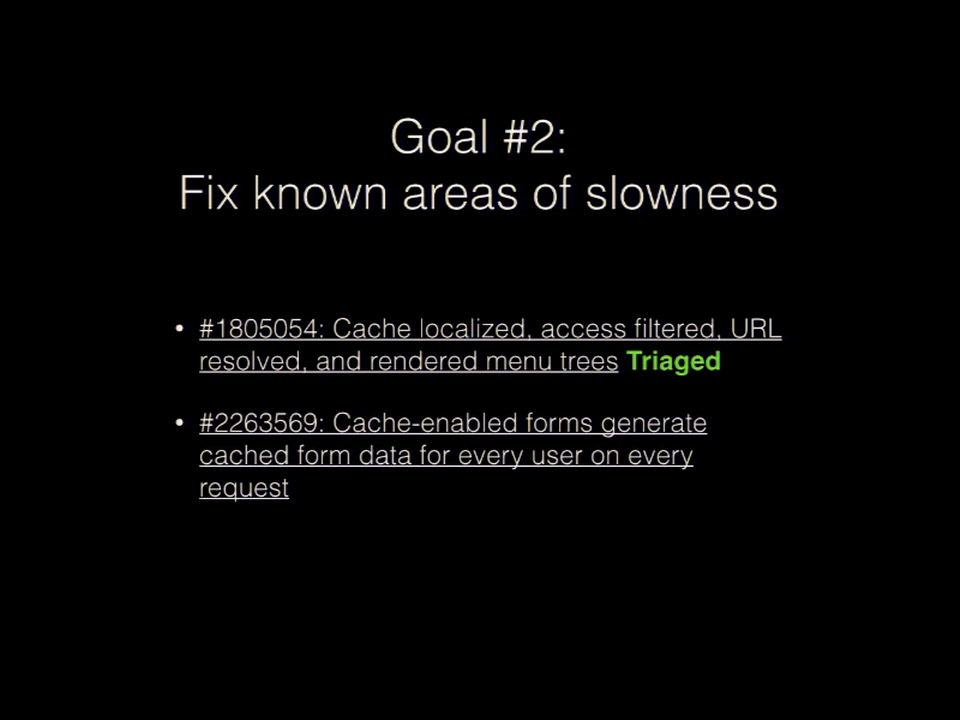 Goal #2:
Fix known areas of slowness
• #1805054: Cache localized, access filtered, URL
resolved, and rendered menu trees Triaged
• #2263569: Cache-enabled forms generate
cached form data for every user on every
request